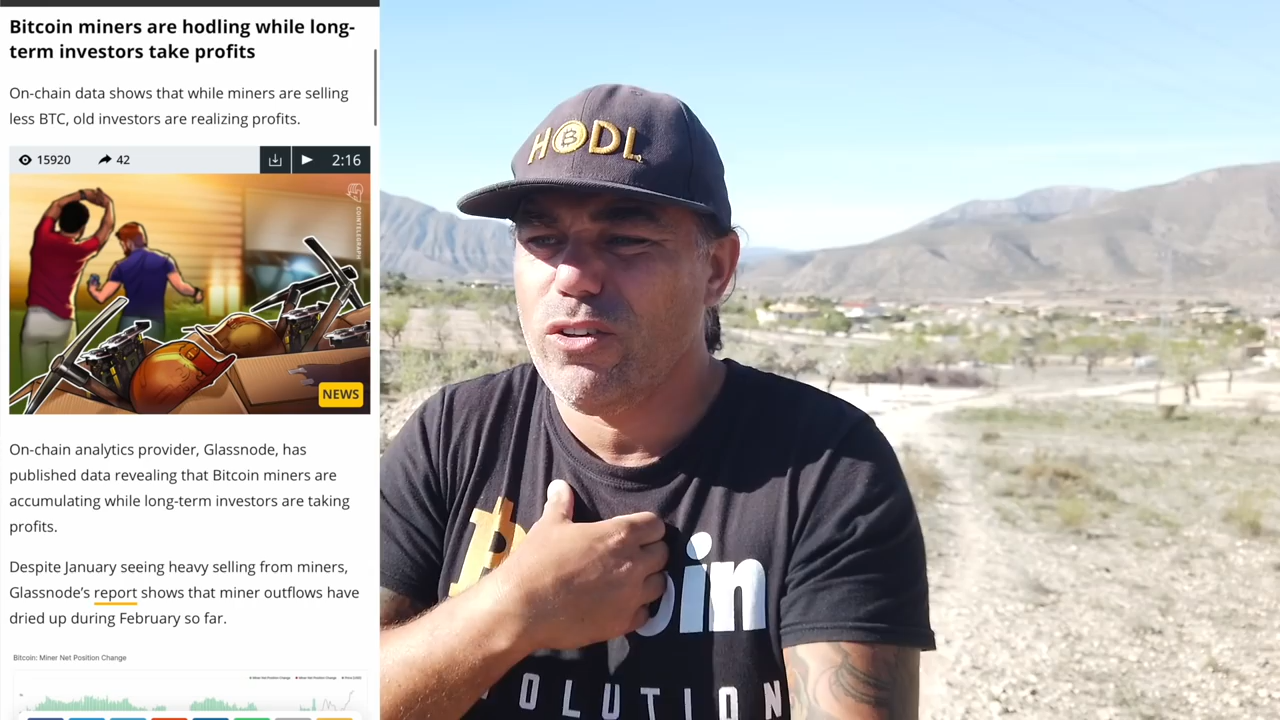 Bitcoin miners are hodling while long-
term investors take profits
On-chain data shows that while miners are selling
less BTC, old investors are realizing profits.
15920
42
2:16
COINTELEGRAPH
NEWS
On-chain analytics provider, Glassnode, has
published data revealing that Bitcoin miners are
accumulating while long-term investors are taking
profits.
Despite January seeing heavy selling from miners,
Glassnode's report shows that miner outflows have
dried up during February so far.
Bitcoin: Miner Net Position Change
HODL
oin
VOLUTION